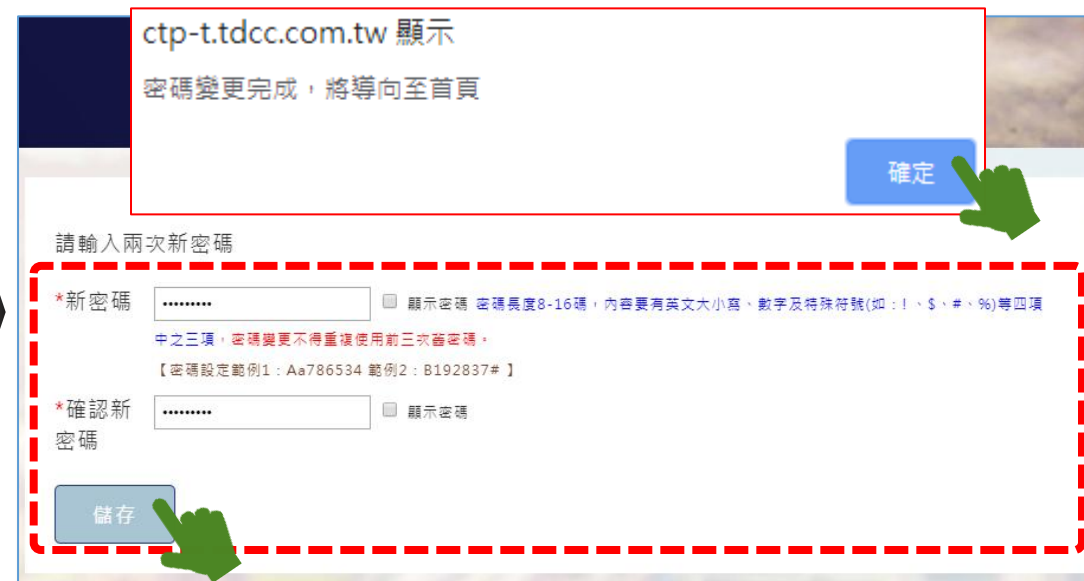 ctp-t.tdcc.com.tw 顯示
密碼變更完成，將導向至首頁
確定
請輸入兩次新密碼
*新密碼 ········· 顯示密碼 密碼長度8-16碼，內容要有英文大小寫、數字及特殊符號(如：!、$、#、%)等四項
中之三項，密碼變更不得重複使用前三次舊密碼。
【密碼設定範例1：Aa786534 範例2：B192837# 】
*確認新 ········· 顯示密碼
密碼
儲存